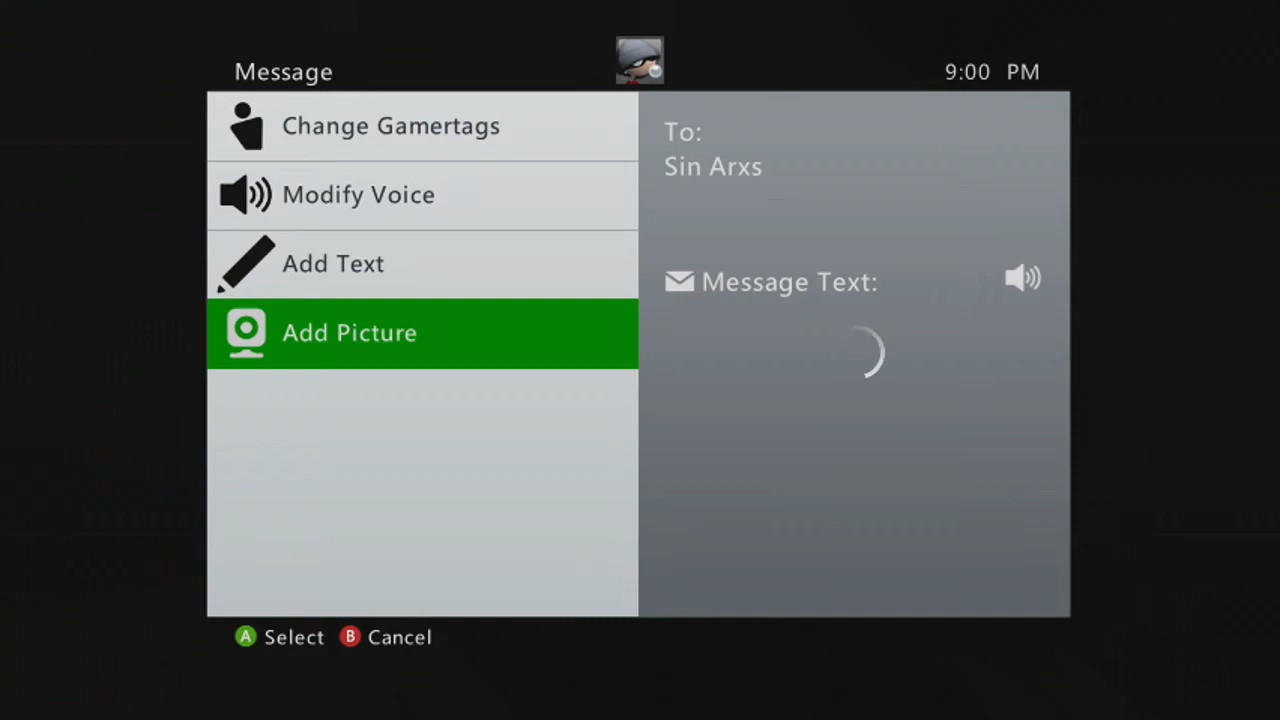 Message
9:00 PM
Change Gamertags
Modify Voice
Add Text
Add Picture
To:
Sin Arxs
Message Text:
A Select B Cancel